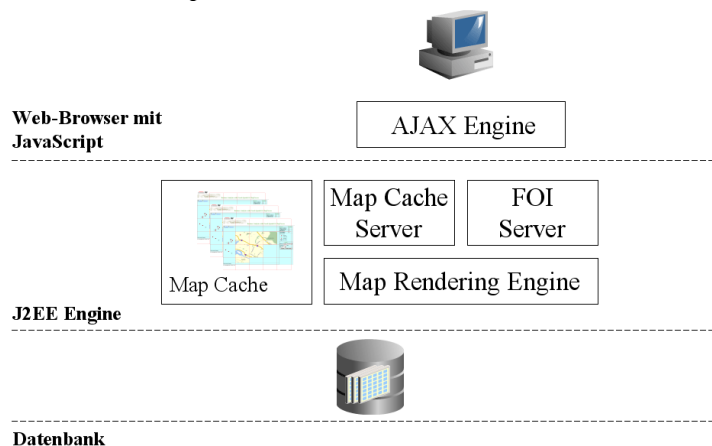 Web-Browser mit
JavaScript
AJAX Engine
Map Cache
Map Cache
Server
FOI
Server
Map Rendering Engine
J2EE Engine
Datenbank